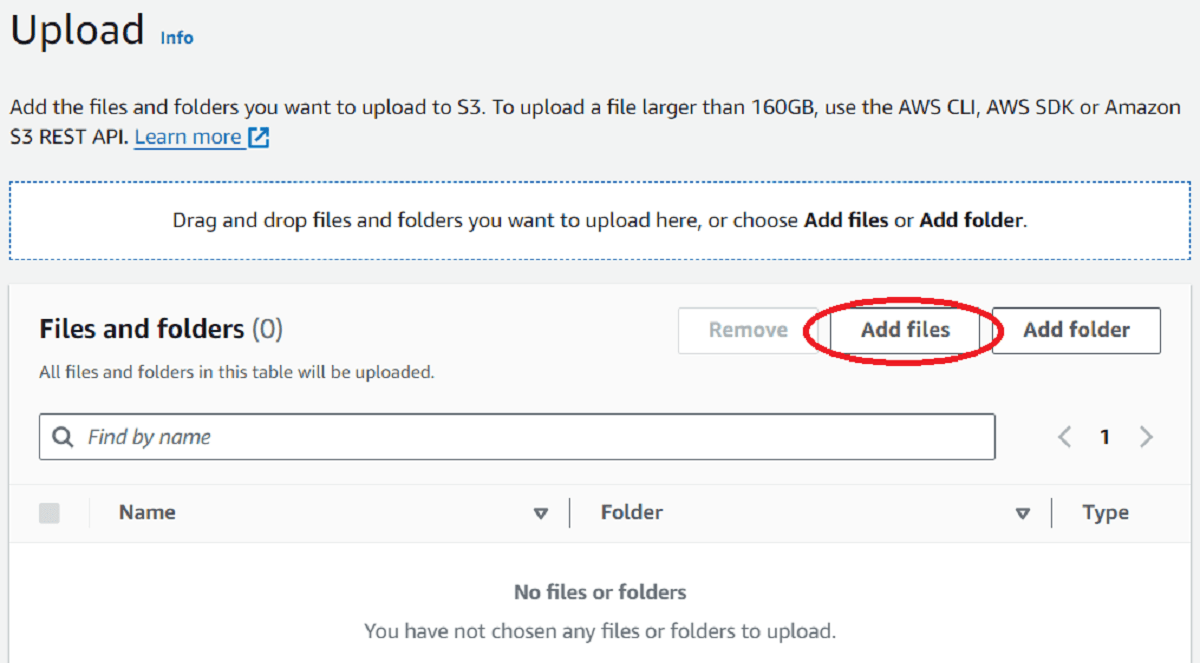 Upload Info
Add the files and folders you want to upload to S3. To upload a file larger than 160GB, use the AWS CLI, AWS SDK or Amazon
S3 REST API. Learn more
Drag and drop files and folders you want to upload here, or choose Add files or Add folder.
Files and folders (0)
Remove
Add files
Add folder
All files and folders in this table will be uploaded.
Find by name
1
Name
Folder
Type
No files or folders
You have not chosen any files or folders to upload.